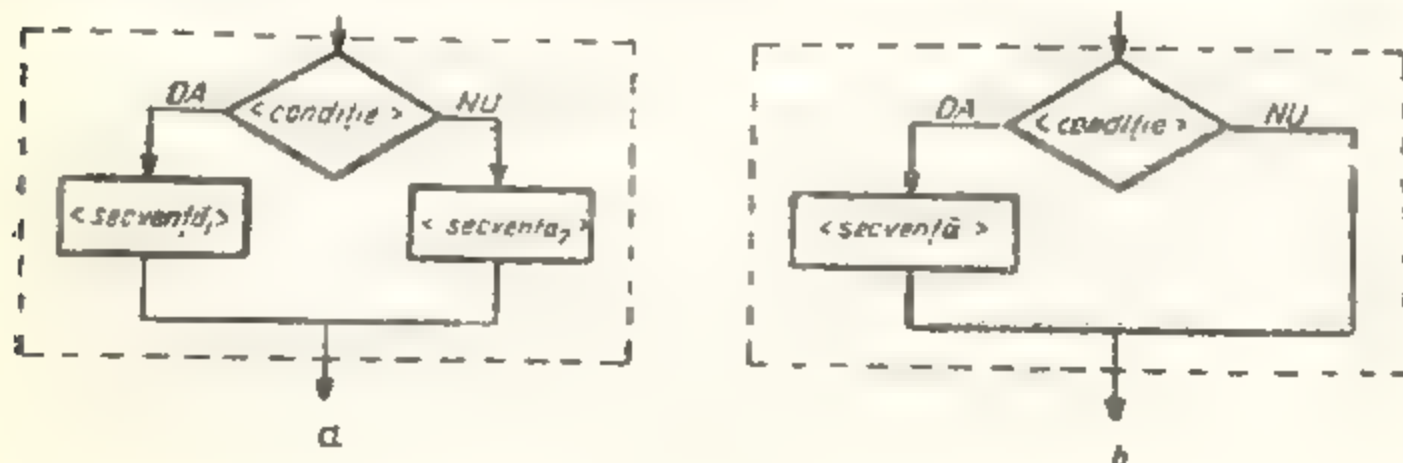 DA < condiție > NU
< secvență₁ > < secvența₂ >
a
DA < condiție > NU
< secvență >
b